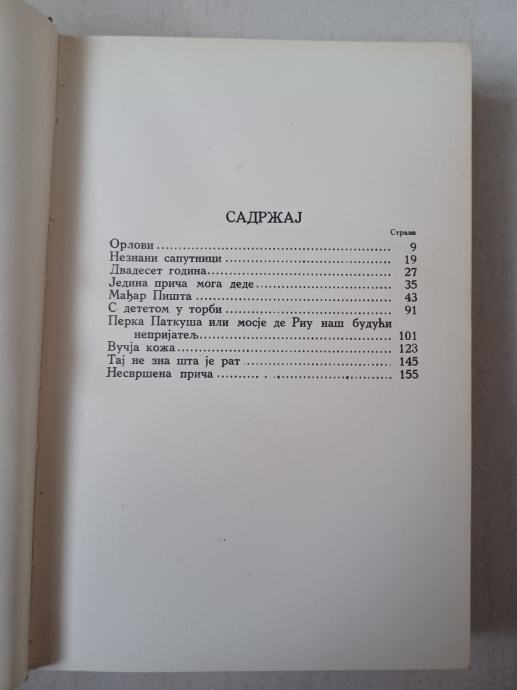 САДРЖАЈ
Страна
Орлови 9
Незнани сапутници 19
Двадесет година 27
Једина прича мога деде 35
Мађар Пишта 43
С дететом у торби 91
Перка Паткуша или мосје де Риу наш будући
непријатељ 101
Вучја кожа 123
Тај не зна шта је рат 145
Несвршена прича 155